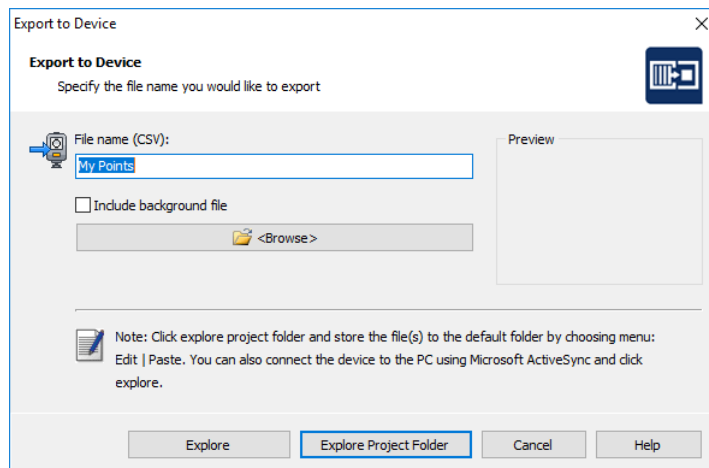 Export to Device
Export to Device
Specify the file name you would like to export
File name (CSV):
Preview
My Points
Include background file
<Browse>
Note: Click explore project folder and store the file(s) to the default folder by choosing menu:
Edit | Paste. You can also connect the device to the PC using Microsoft ActiveSync and click
explore.
Explore
Explore Project Folder
Cancel
Help